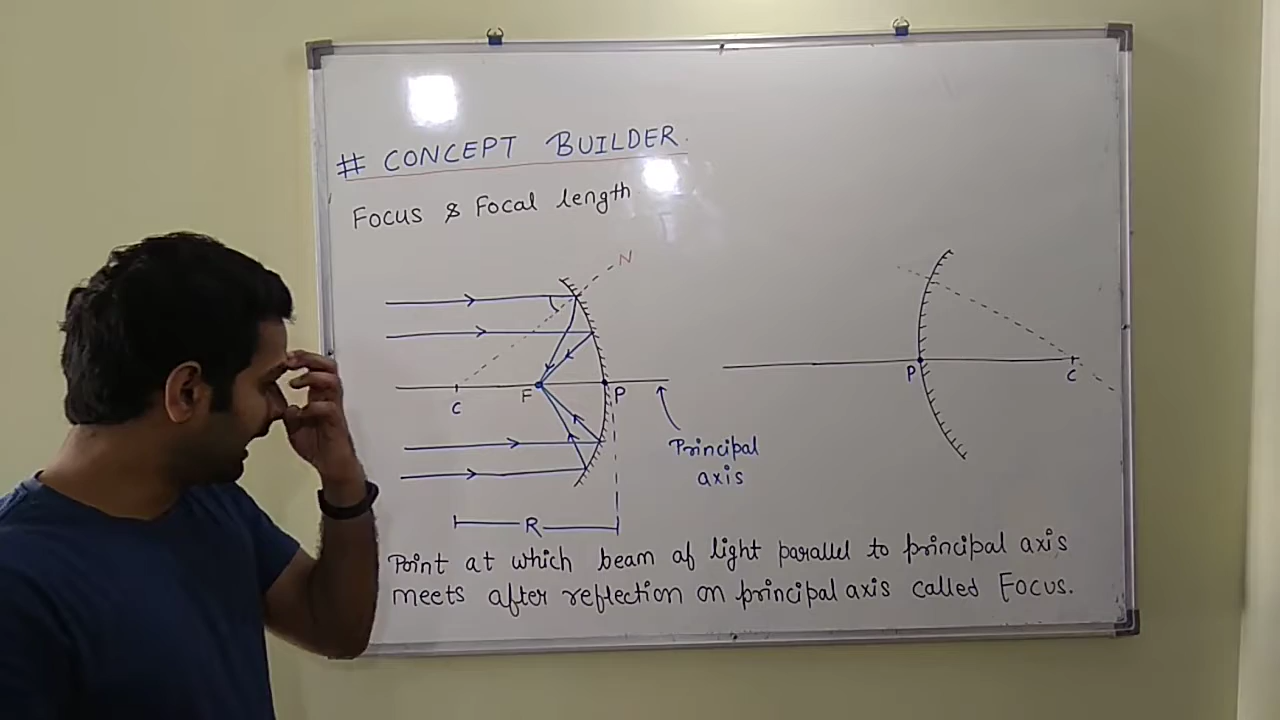 # CONCEPT BUILDER
Focus & Focal length
N
C
F
P
Principal
axis
R
P
C
Point at which beam of light parallel to principal axis
meets after reflection on principal axis called Focus.